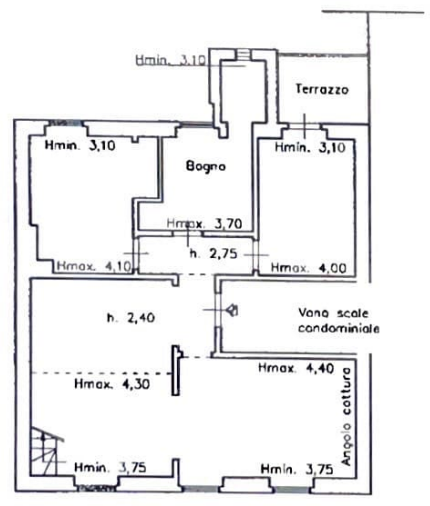 Hmin. 3.10
Terrazzo
Hmin. 3,10
Hmin. 3,10
Bagno
Hmax. 3,70
h. 2,75
Hmax. 4,10
Hmax. 4,00
h. 2,40
Vano scale
condominiale
Hmax. 4,30
Hmax. 4,40
Angolo cottura
Hmin. 3,75
Hmin. 3,75